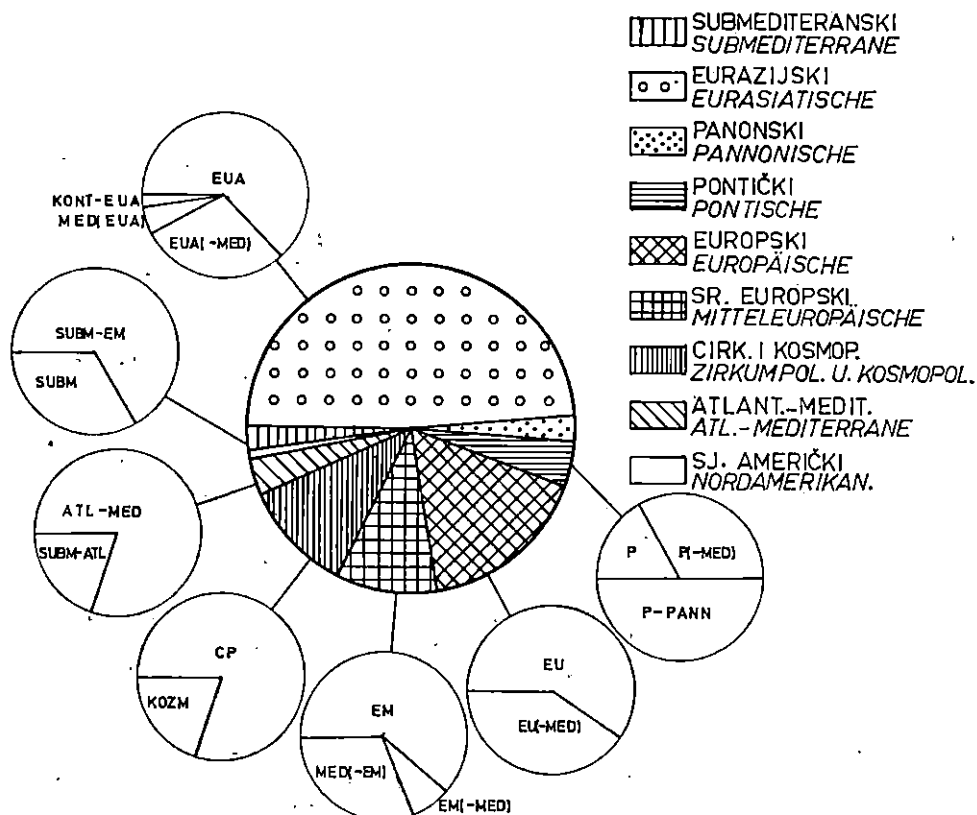 SUBMEDITERANSKI
SUBMEDITERRANE
EURAZIJSKI
EURASIATISCHE
PANONSKI
PANNONISCHE
PONTIČKI
PONTISCHE
EUROPSKI
EUROPÄISCHE
SR. EUROPSKI
MITTELEUROPÄISCHE
CIRK. I KOSMOP.
ZIRKUMPOL. U. KOSMOPOL.
ATLANT.-MEDIT.
ATL.-MEDITERRANE
SJ. AMERIČKI
NORDAMERIKAN.
EUA
KONT-EUA
MED(EUA)
EUA(-MED)
SUBM-EM
SUBM
ATL-MED
SUBM-ATL
CP
KOZM
EM
MED(-EM)
EM(-MED)
EU
EU(-MED)
P
P(-MED)
P-PANN